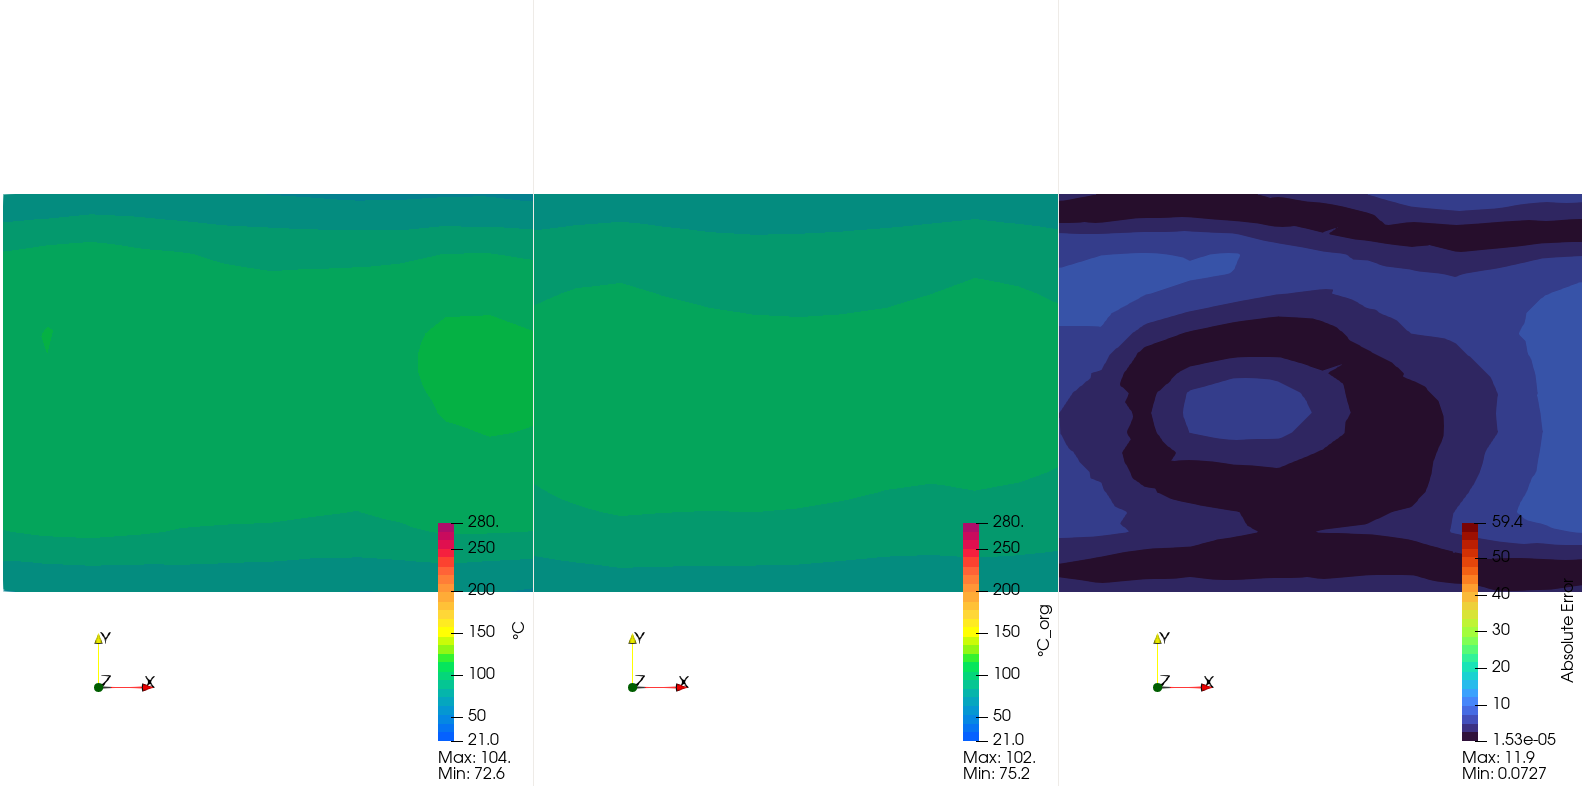 280.
250
200
150
100
50
21.0
°C
Max: 104.
Min: 72.6
Y
Z
X
280.
250
200
150
100
50
21.0
°C_org
Max: 102.
Min: 75.2
Y
Z
X
59.4
50
40
30
20
10
1.53e-05
Absolute Error
Max: 11.9
Min: 0.0727
Y
Z
X